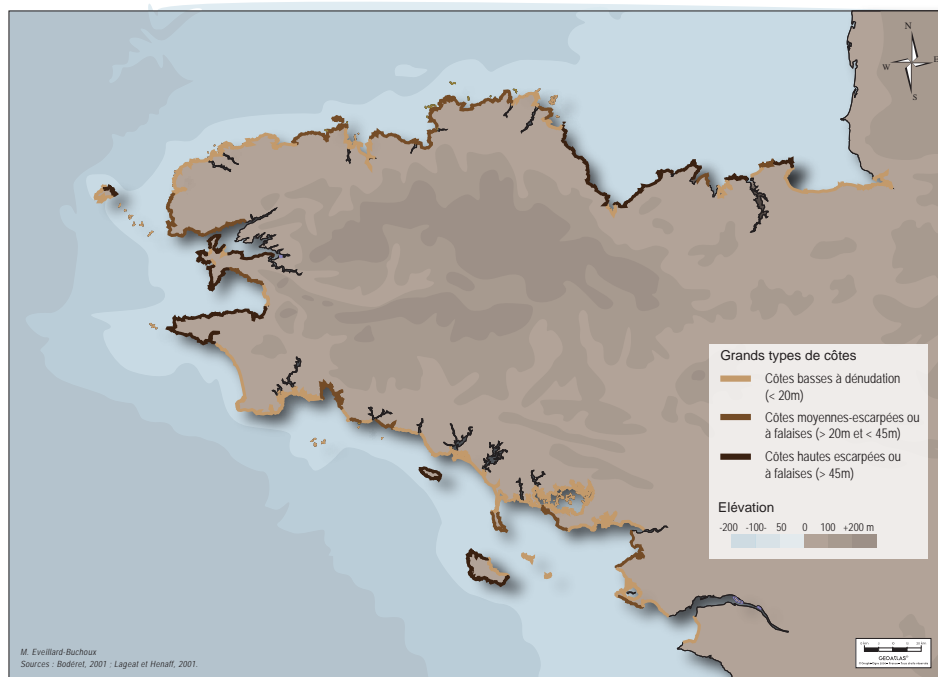 N
W E
S
Grands types de côtes
Côtes basses à dénudation
(< 20m)
Côtes moyennes-escarpées ou
à falaises (> 20m et < 45m)
Côtes hautes escarpées ou
à falaises (> 45m)
Elévation
-200 -100- 50 0 100 +200 m
M. Eveillard-Buchoux
Sources : Bodéret, 2001 ; Lageat et Henaff, 2001.
GEOATLAS®